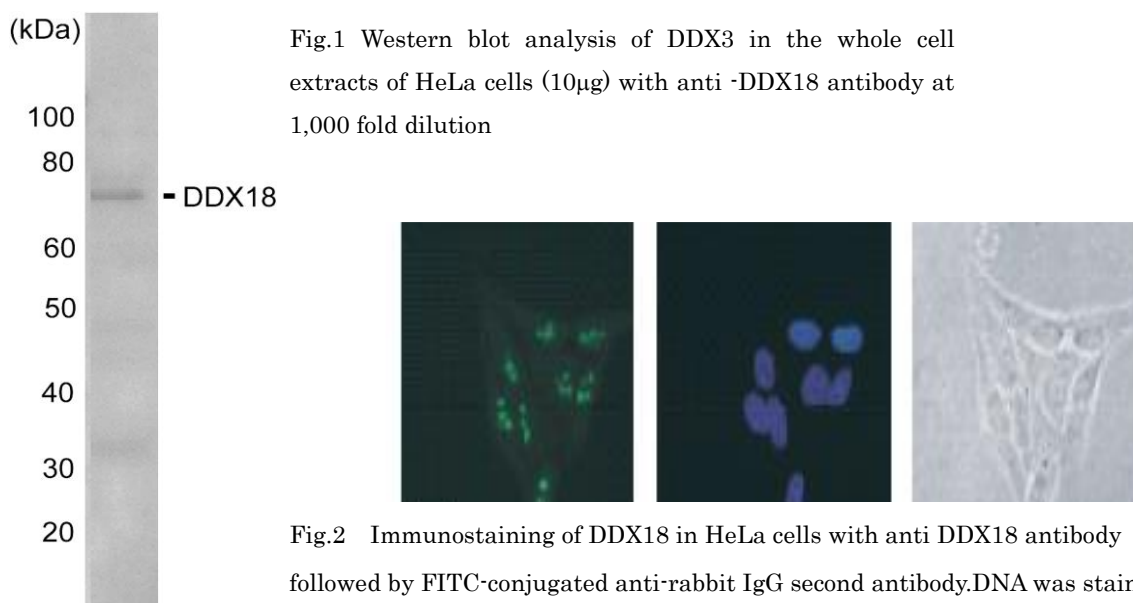 (kDa)
100
80
- DDX18
60
50
40
30
20
Fig.1 Western blot analysis of DDX3 in the whole cell
extracts of HeLa cells (10μg) with anti -DDX18 antibody at
1,000 fold dilution
Fig.2 Immunostaining of DDX18 in HeLa cells with anti DDX18 antibody
followed by FITC-conjugated anti-rabbit IgG second antibody.DNA was stain